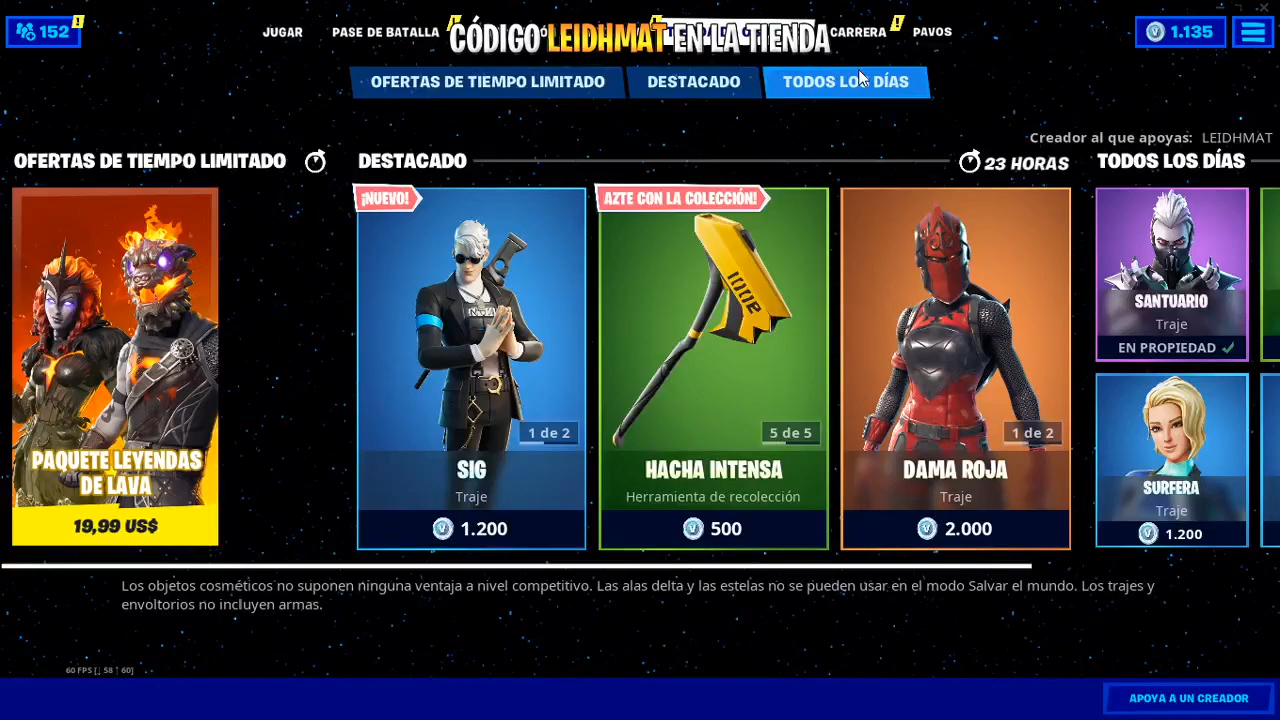 152
JUGAR
PASE DE BATALLA
CÓDIGO LEIDHMAT EN LA TIENDA
CARRERA
PAVOS
1.135
OFERTAS DE TIEMPO LIMITADO
DESTACADO
TODOS LOS DÍAS
Creador al que apoyas: LEIDHMAT
OFERTAS DE TIEMPO LIMITADO
DESTACADO
23 HORAS
TODOS LOS DÍAS
PAQUETE LEYENDAS
DE LAVA
19,99 US$
¡NUEVO!
1 de 2
SIG
Traje
1.200
AZTE CON LA COLECCIÓN!
5 de 5
HACHA INTENSA
Herramienta de recolección
500
1 de 2
DAMA ROJA
Traje
2.000
SANTUARIO
Traje
EN PROPIEDAD
SURFERA
Traje
1.200
Los objetos cosméticos no suponen ninguna ventaja a nivel competitivo. Las alas delta y las estelas no se pueden usar en el modo Salvar el mundo. Los trajes y
envoltorios no incluyen armas.
60 FPS [↓ 58 ↑ 60]
APOYA A UN CREADOR